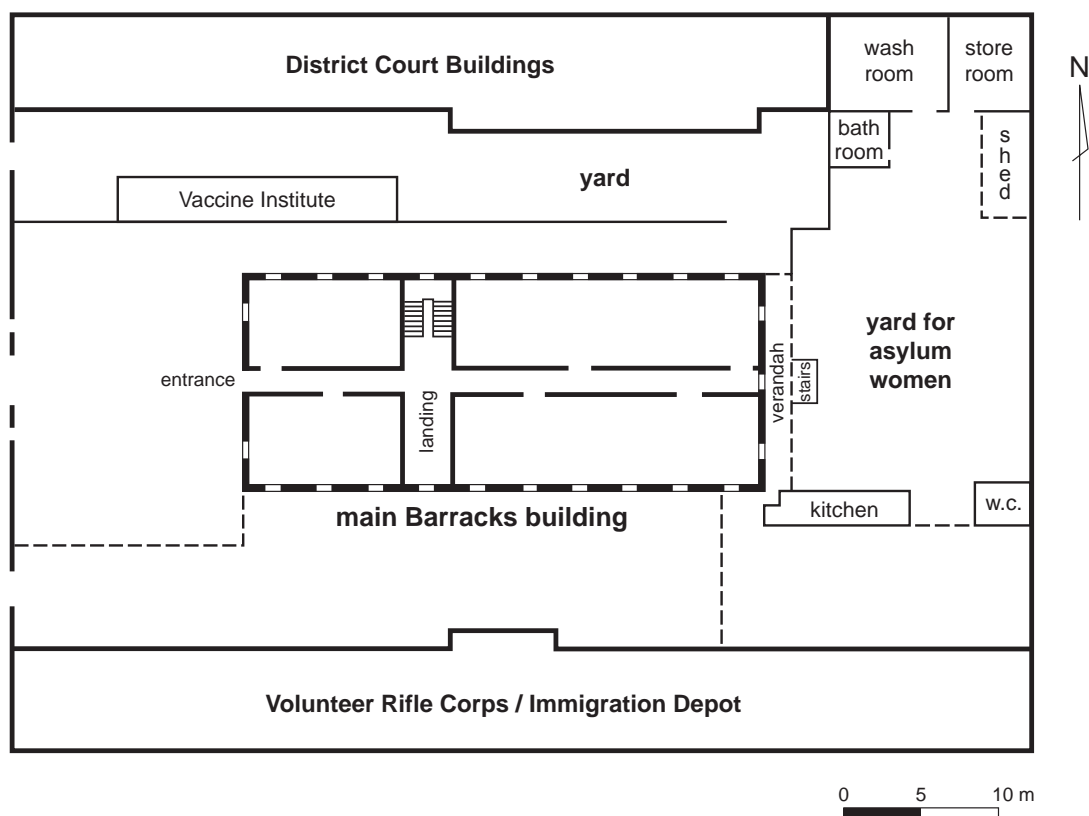 District Court Buildings
wash
room
store
room
N
bath
room
shed
yard
Vaccine Institute
entrance
landing
verandah
stairs
yard for
asylum
women
main Barracks building
kitchen
w.c.
Volunteer Rifle Corps / Immigration Depot
0 5 10 m